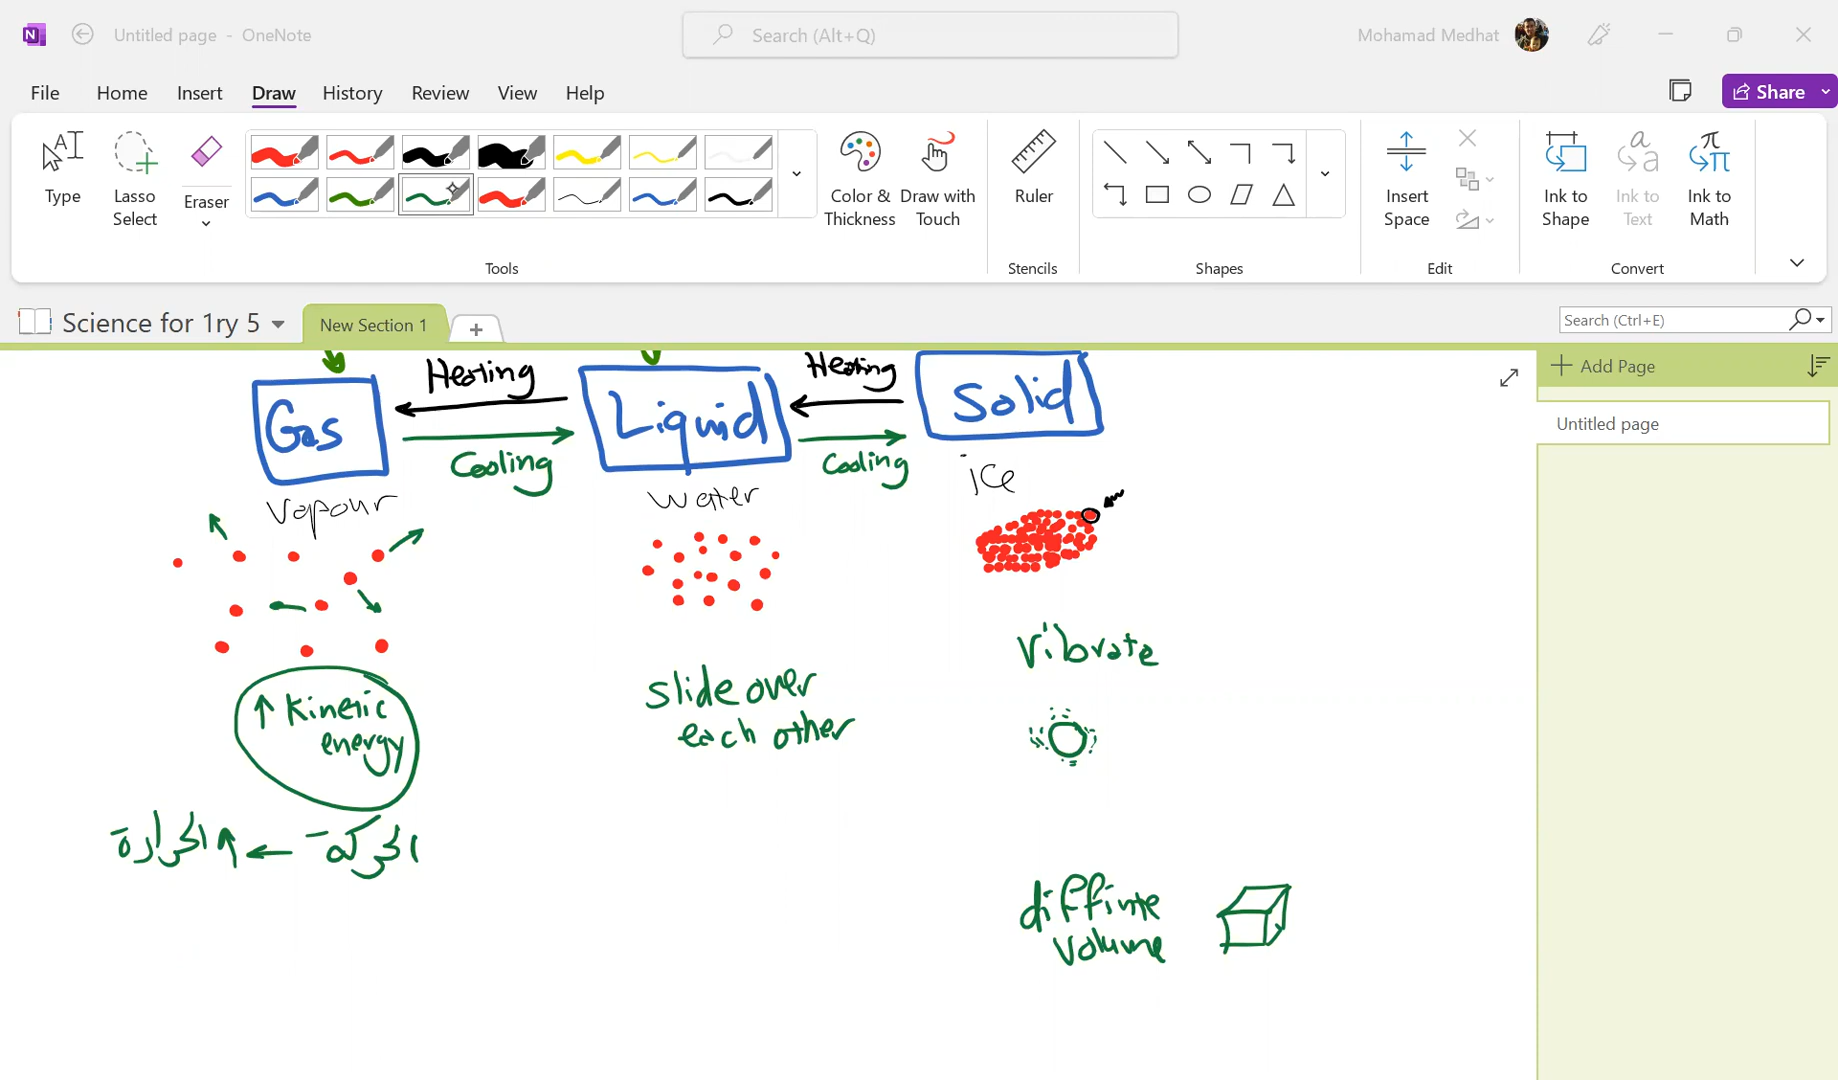 Untitled page - OneNote
Search (Alt+Q)
Mohamad Medhat
File Home Insert Draw History Review View Help
Share
Type
Lasso Select
Eraser
Color & Thickness
Draw with Touch
Ruler
Insert Space
Ink to Shape
Ink to Text
Ink to Math
Tools
Stencils
Shapes
Edit
Convert
Science for 1ry 5
New Section 1
Search (Ctrl+E)
Add Page
Untitled page
Heating
Heating
Gas
Liquid
Solid
Cooling
Cooling
Vapour
water
ice
vibrate
↑ Kinetic
energy
slide over
each other
diffinte
volume